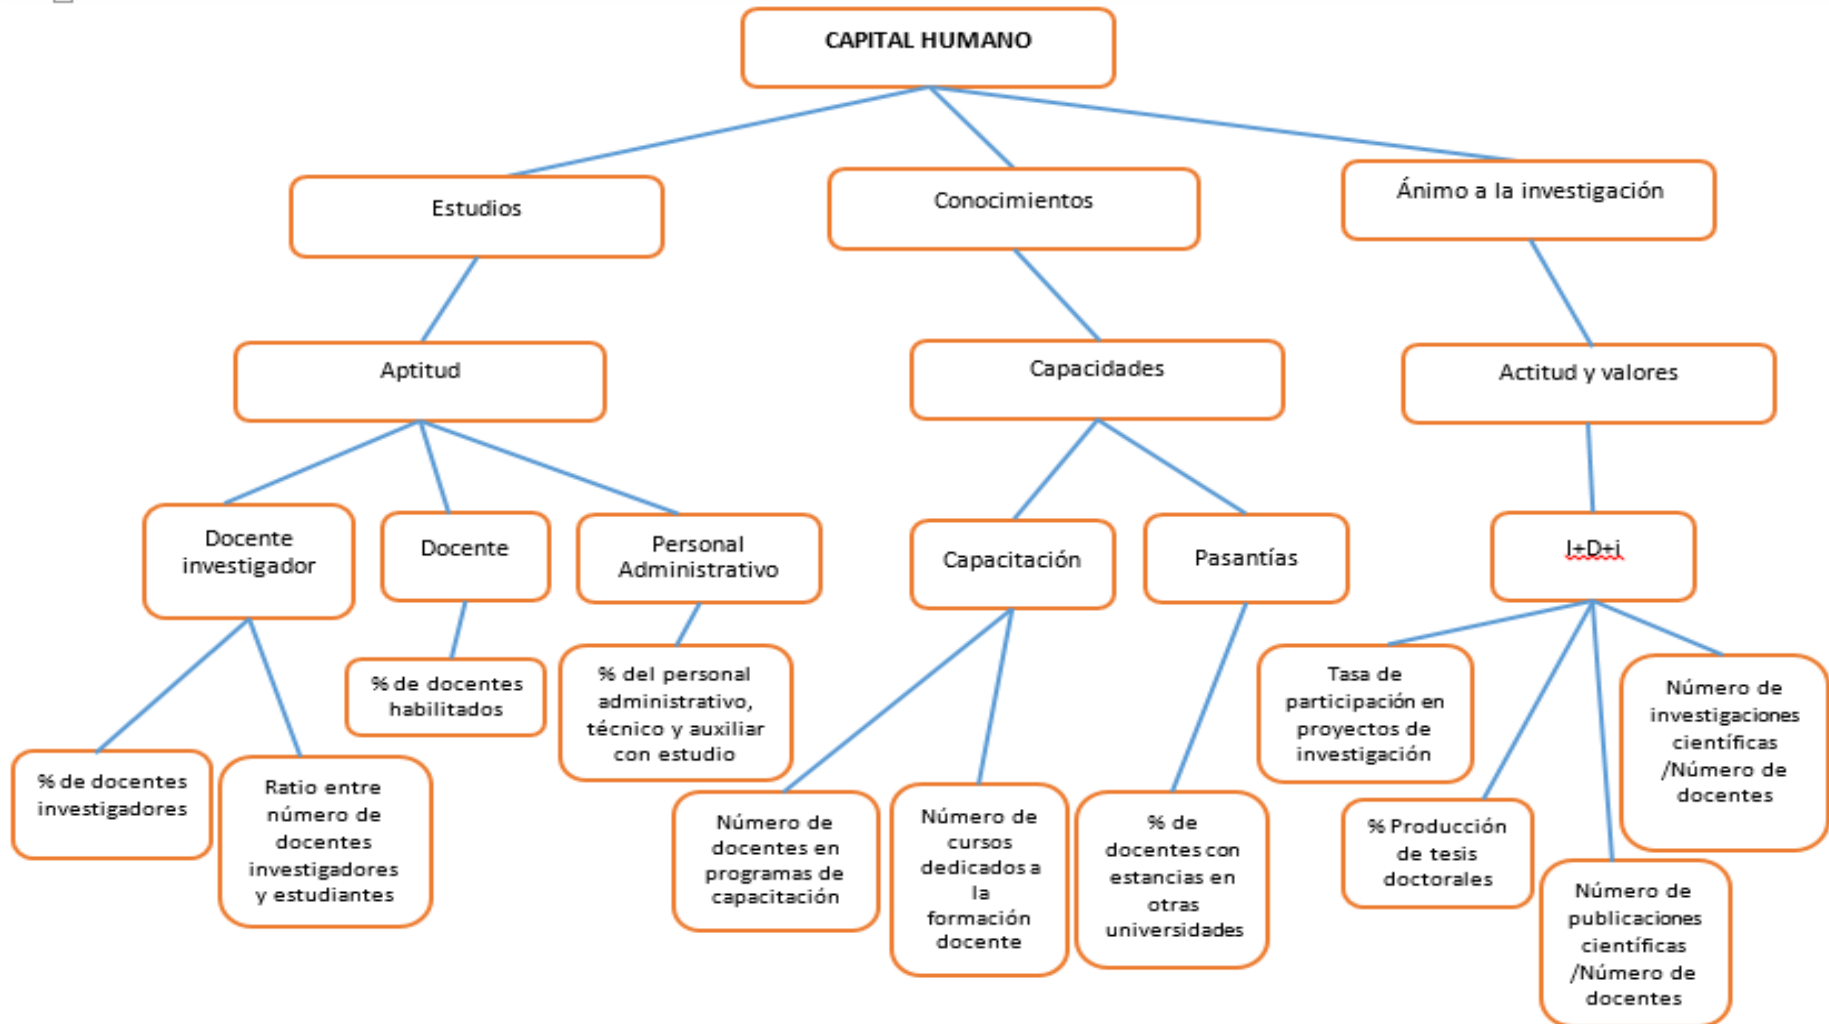 CAPITAL HUMANO
Estudios
Conocimientos
Ánimo a la investigación
Aptitud
Capacidades
Actitud y valores
Docente
investigador
Docente
Personal
Administrativo
Capacitación
Pasantías
I+D+i
% de docentes
investigadores
Ratio entre
número de
docentes
investigadores
y estudiantes
% de docentes
habilitados
% del personal
administrativo,
técnico y auxiliar
con estudio
Número de
docentes en
programas de
capacitación
Número de
cursos
dedicados a
la
formación
docente
% de
docentes con
estancias en
otras
universidades
Tasa de
participación en
proyectos de
investigación
% Producción
de tesis
doctorales
Número de
publicaciones
científicas
/Número de
docentes
Número de
investigaciones
científicas
/Número de
docentes